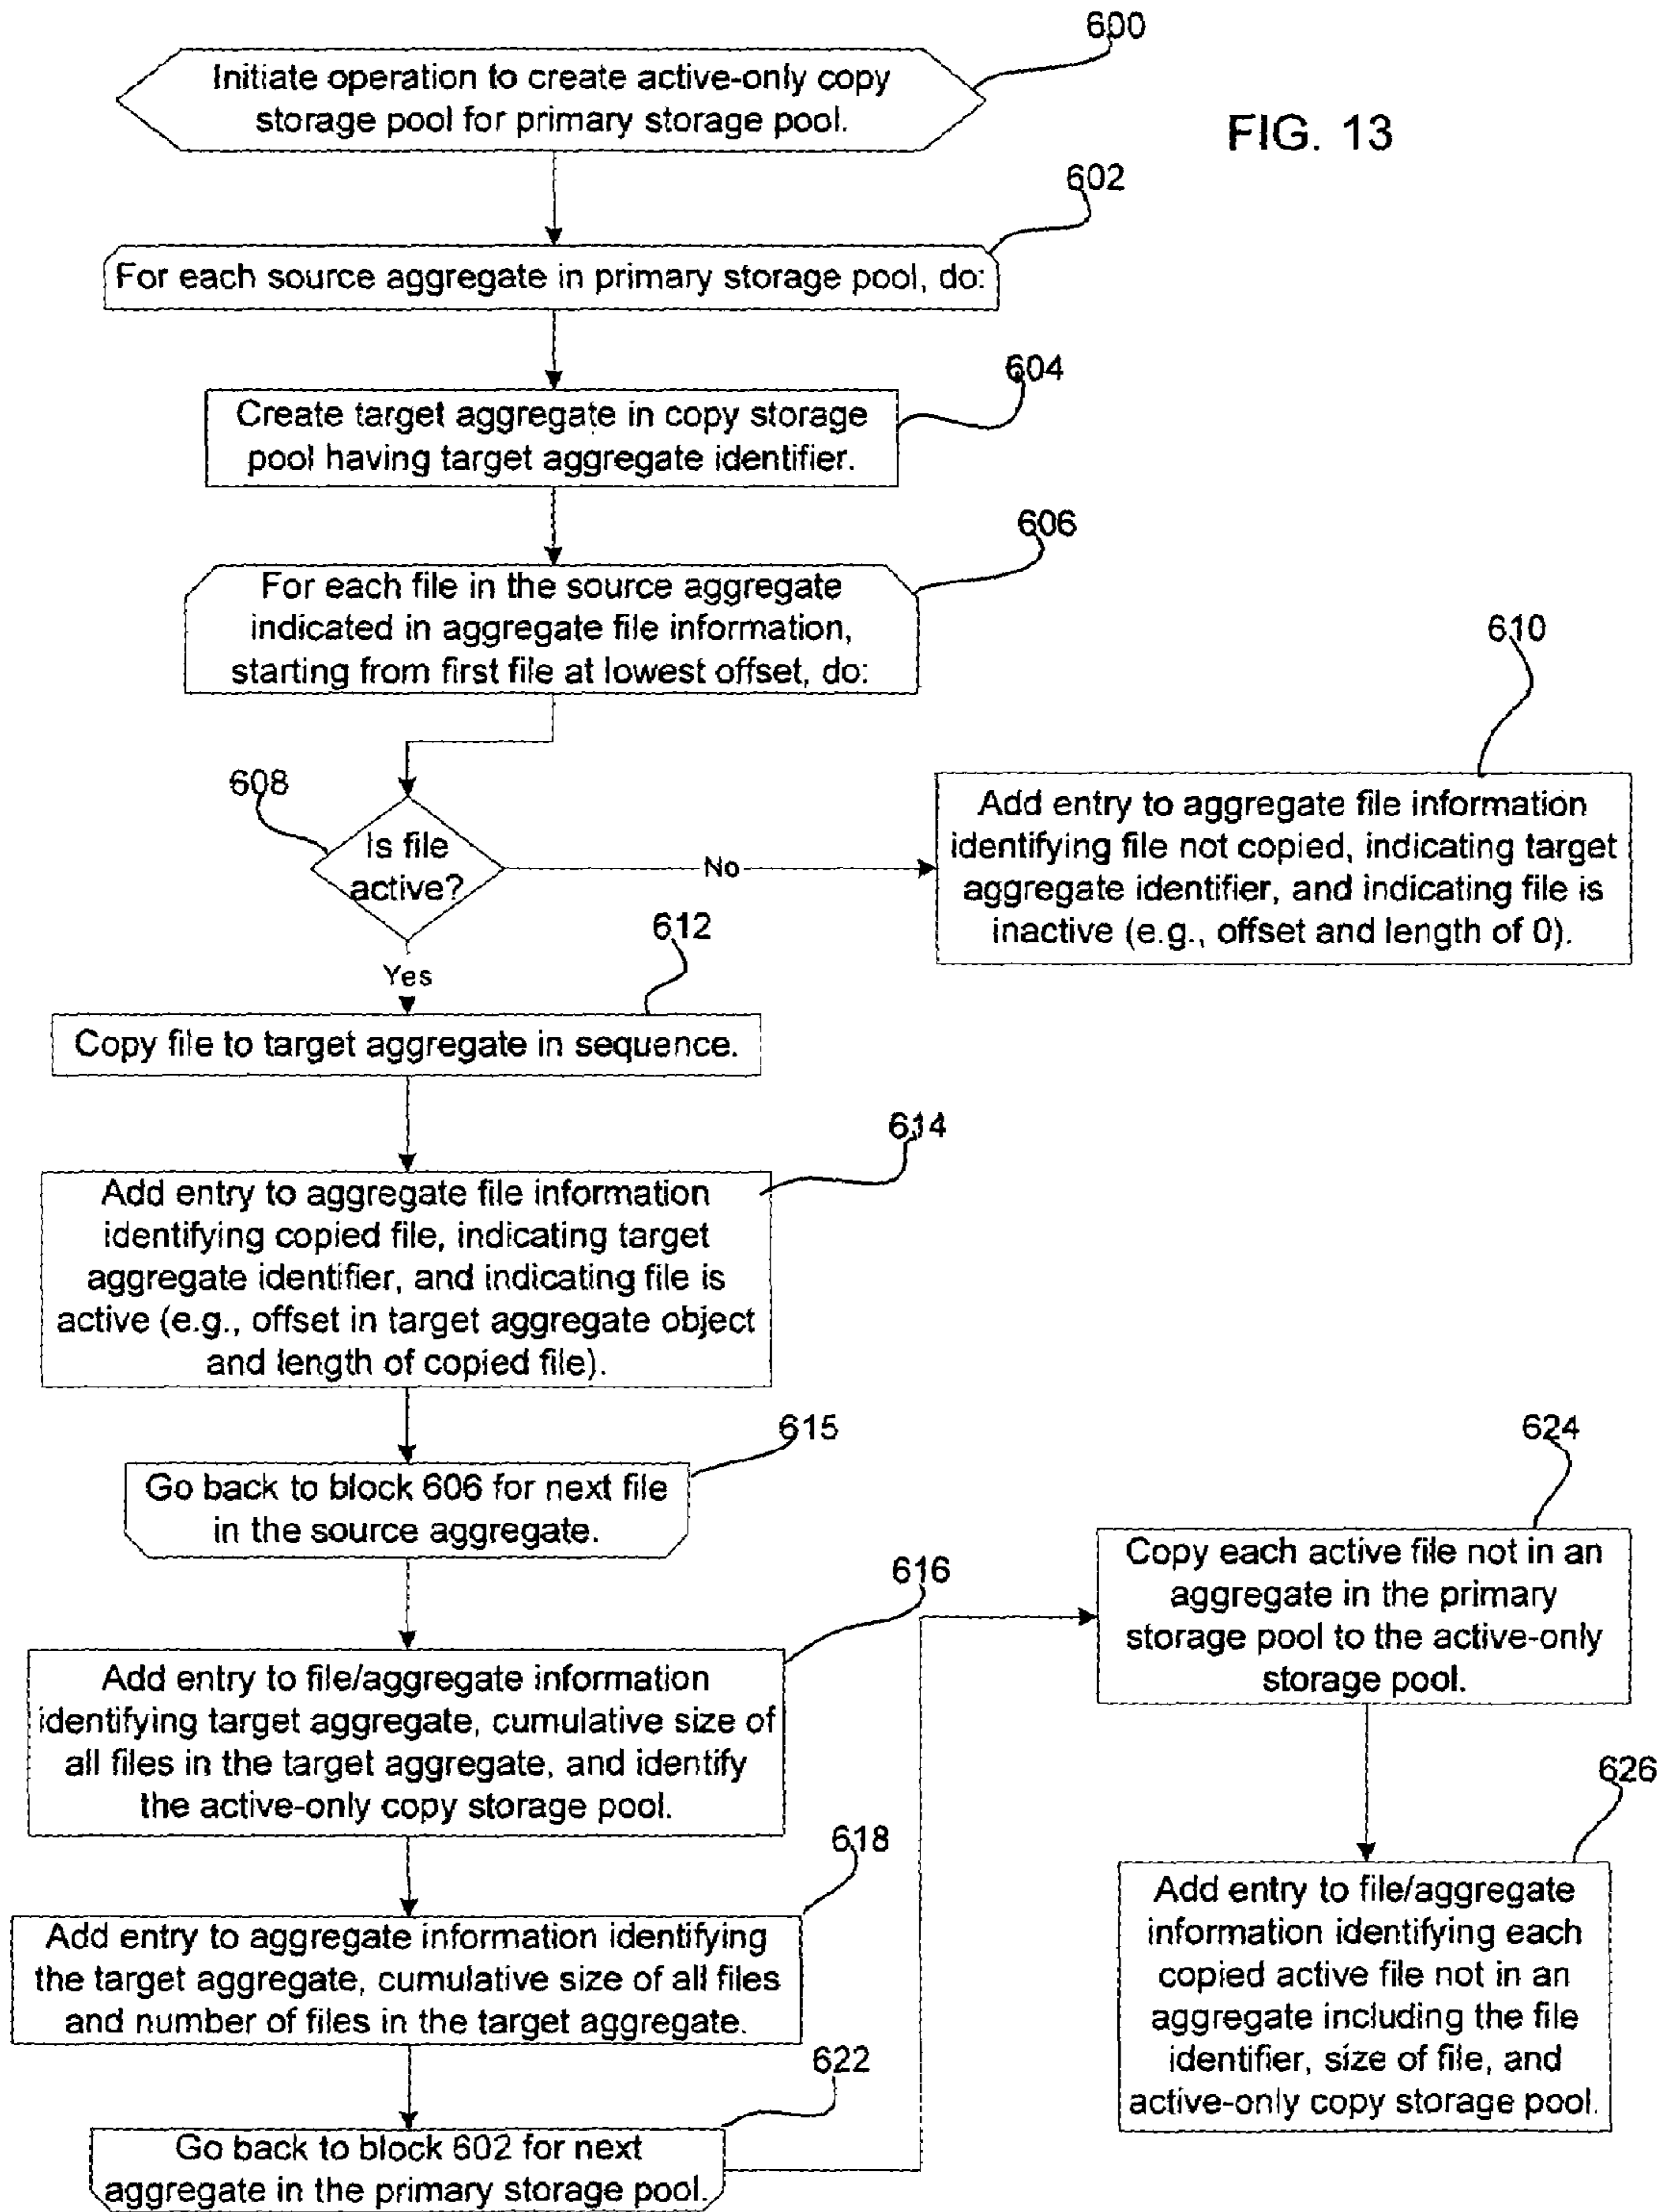 600
Initiate operation to create active-only copy
storage pool for primary storage pool.
FIG. 13
602
For each source aggregate in primary storage pool, do:
604
Create target aggregate in copy storage
pool having target aggregate identifier.
606
For each file in the source aggregate
indicated in aggregate file information,
starting from first file at lowest offset, do:
608
Is file
active?
No
610
Add entry to aggregate file information
identifying file not copied, indicating target
aggregate identifier, and indicating file is
inactive (e.g., offset and length of 0).
Yes
612
Copy file to target aggregate in sequence.
614
Add entry to aggregate file information
identifying copied file, indicating target
aggregate identifier, and indicating file is
active (e.g., offset in target aggregate object
and length of copied file).
615
Go back to block 606 for next file
in the source aggregate.
616
Add entry to file/aggregate information
identifying target aggregate, cumulative size of
all files in the target aggregate, and identify
the active-only copy storage pool.
618
Add entry to aggregate information identifying
the target aggregate, cumulative size of all files
and number of files in the target aggregate.
622
Go back to block 602 for next
aggregate in the primary storage pool.
624
Copy each active file not in an
aggregate in the primary
storage pool to the active-only
storage pool.
626
Add entry to file/aggregate
information identifying each
copied active file not in an
aggregate including the file
identifier, size of file, and
active-only copy storage pool.